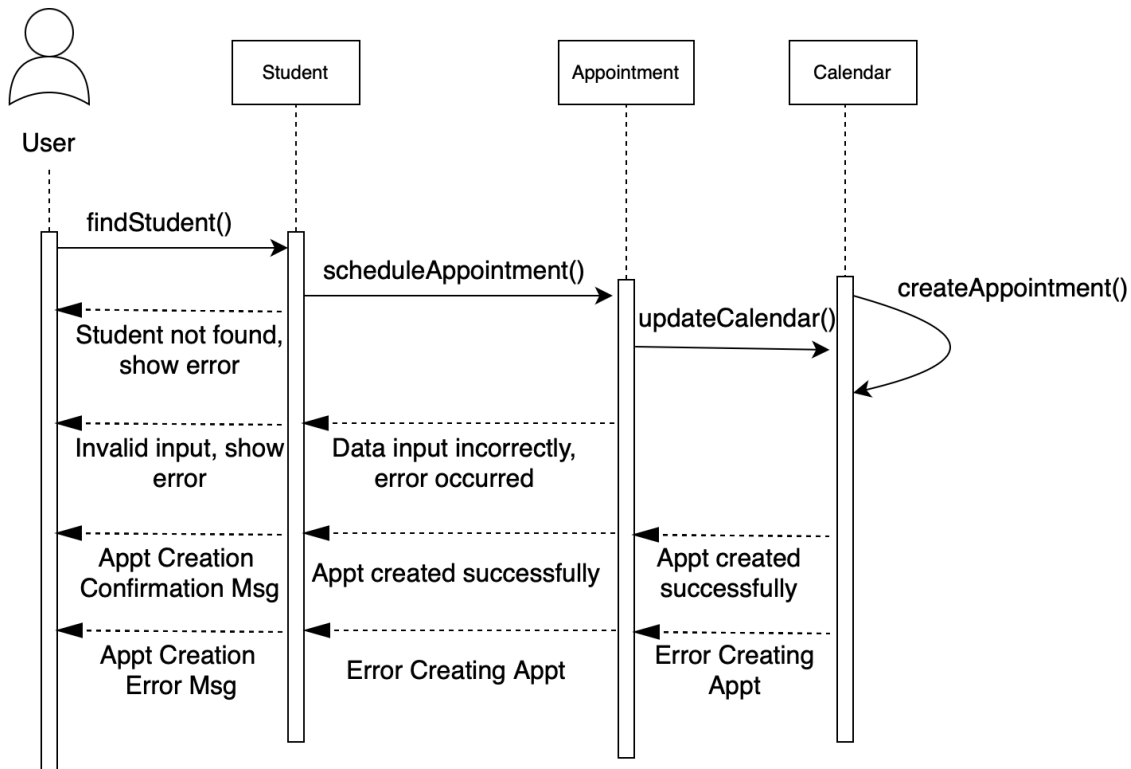 Student
Appointment
Calendar
User
findStudent()
scheduleAppointment()
createAppointment()
updateCalendar()
Student not found,
show error
Invalid input, show
error
Data input incorrectly,
error occurred
Appt Creation
Confirmation Msg
Appt created successfully
Appt created
successfully
Appt Creation
Error Msg
Error Creating Appt
Error Creating
Appt